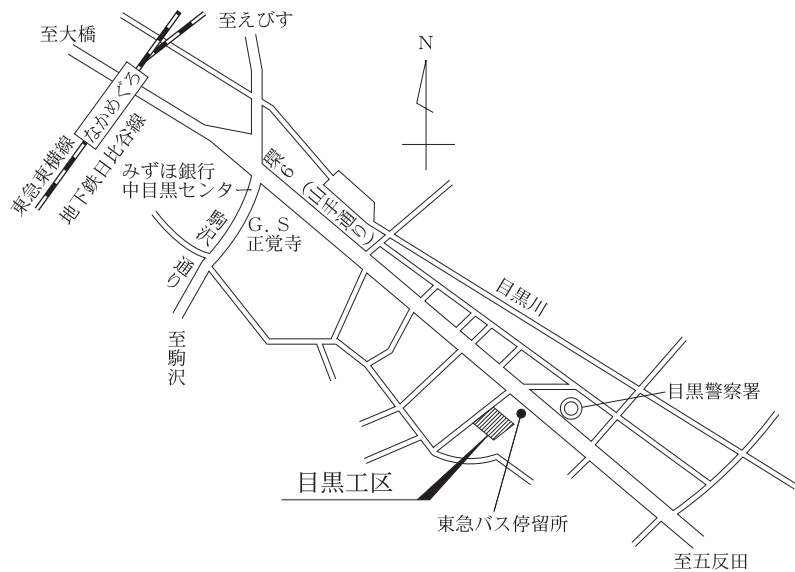 至えびす
至大橋
N
なかめぐろ
東急東横線
地下鉄日比谷線
みずほ銀行
中目黒センター
環6(山手通り)
駒沢通り
G.S
正覚寺
目黒川
至駒沢
目黒警察署
目黒工区
東急バス停留所
至五反田